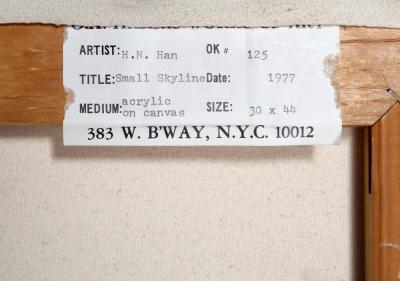 ARTIST: H.N. Han OK # 125
TITLE: Small Skyline Date: 1977
MEDIUM: acrylic on canvas SIZE: 30 x 44
383 W. B'WAY, N.Y.C. 10012